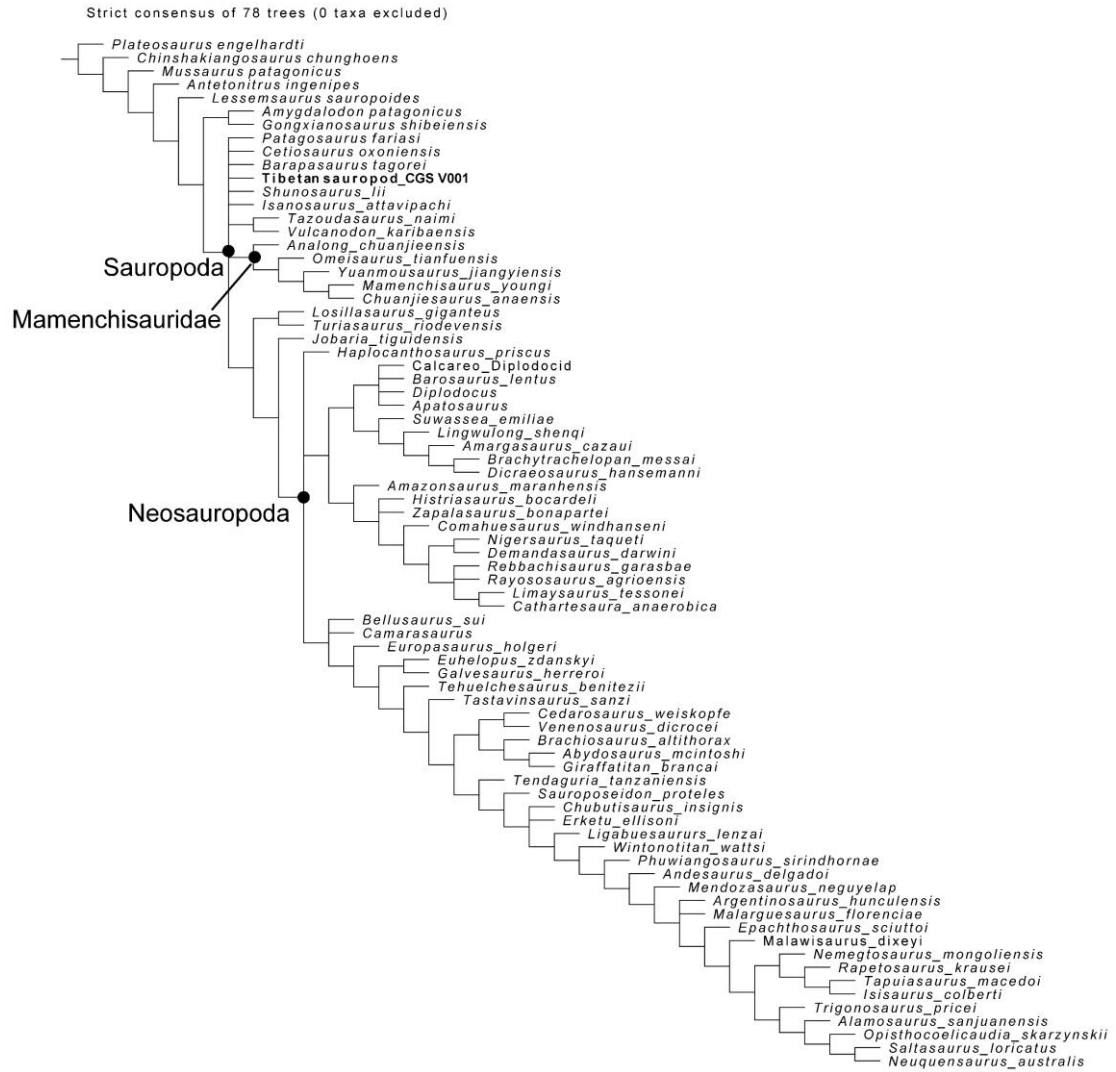 Strict consensus of 78 trees (0 taxa excluded)
Plateosaurus engelhardti
Chinshakiangosaurus chunghoens
Mussaurus patagonicus
Antetonitrus ingenipes
Lessemsaurus sauropoides
Amygdalodon patagonicus
Gongxianosaurus shibeiensis
Patagosaurus fariasi
Cetiosaurus oxoniensis
Barapasaurus tagorei
Tibetan sauropod_CGS V001
Shunosaurus_lii
Isanosaurus_attavipachi
Tazoudasaurus_naimi
Vulcanodon_karibaensis
Analong_chuanjieensis
Sauropoda
Omeisaurus_tianfuensis
Yuanmousaurus_jiangyiensis
Mamenchisaurus_youngi
Chuanjiesaurus_anaensis
Mamenchisauridae
Losillasaurus_giganteus
Turiasaurus_riodevensis
Jobaria_tiguidensis
Haplocanthosaurus_priscus
Calcareo_Diplodocid
Barosaurus_lentus
Diplodocus
Apatosaurus
Suwassea_emiliae
Lingwulong_shenqi
Amargasaurus_cazaui
Brachytrachelopan_messai
Dicraeosaurus_hansemanni
Amazonsaurus_maranhensis
Histriasaurus_bocardeli
Zapalasaurus_bonapartei
Neosauropoda
Comahuesaurus_windhanseni
Nigersaurus_taqueti
Demandasaurus_darwini
Rebbachisaurus_garasbae
Rayososaurus_agrioensis
Limaysaurus_tessonei
Cathartesaura_anaerobica
Bellusaurus_sui
Camarasaurus
Europasaurus_holgeri
Euhelopus_zdanskyi
Galvesaurus_herreroi
Tehuelchesaurus_benitezii
Tastavinsaurus_sanzi
Cedarosaurus_weiskopfe
Venenosaurus_dicrocei
Brachiosaurus_altithorax
Abydosaurus_mcintoshi
Giraffatitan_brancai
Tendaguria_tanzaniensis
Sauroposeidon_proteles
Chubutisaurus_insignis
Erketu_ellisoni
Ligabuesaururs_lenzai
Wintonotitan_wattsi
Phuwiangosaurus_sirindhornae
Andesaurus_delgadoi
Mendozasaurus_neguyelap
Argentinosaurus_hunculensis
Malarguesaurus_florenciae
Epachthosaurus_sciuttoi
Malawisaurus_dixeyi
Nemegtosaurus_mongoliensis
Rapetosaurus_krausei
Tapuiasaurus_macedoi
Isisaurus_colberti
Trigonosaurus_pricei
Alamosaurus_sanjuanensis
Opisthocoelicaudia_skarzynskii
Saltasaurus_loricatus
Neuquensaurus_australis